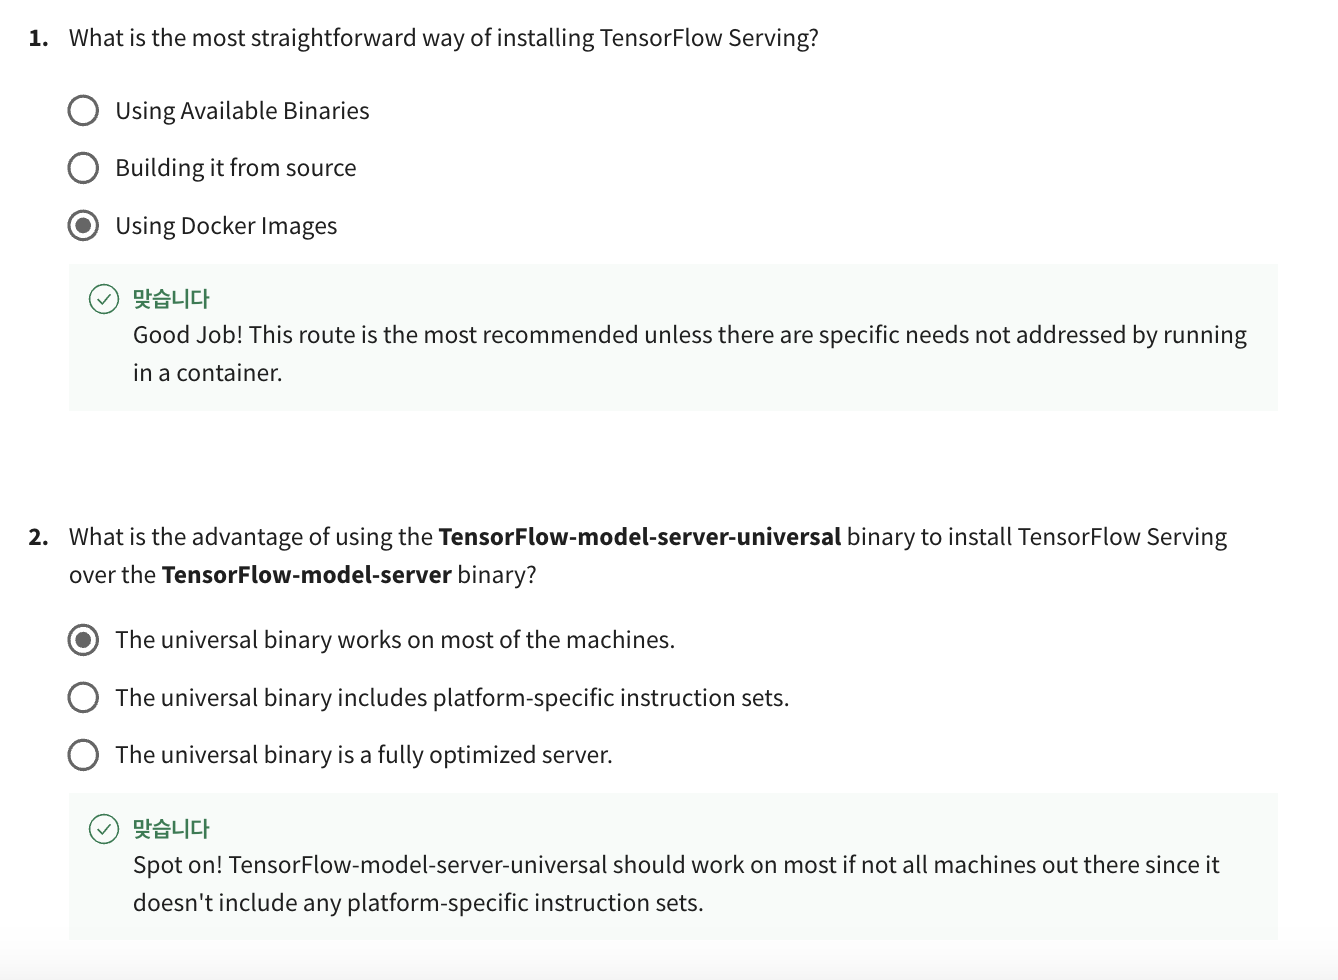 1. What is the most straightforward way of installing TensorFlow Serving?
Using Available Binaries
Building it from source
Using Docker Images
맞습니다
Good Job! This route is the most recommended unless there are specific needs not addressed by running
in a container.
2. What is the advantage of using the TensorFlow-model-server-universal binary to install TensorFlow Serving
over the TensorFlow-model-server binary?
The universal binary works on most of the machines.
The universal binary includes platform-specific instruction sets.
The universal binary is a fully optimized server.
맞습니다
Spot on! TensorFlow-model-server-universal should work on most if not all machines out there since it
doesn't include any platform-specific instruction sets.